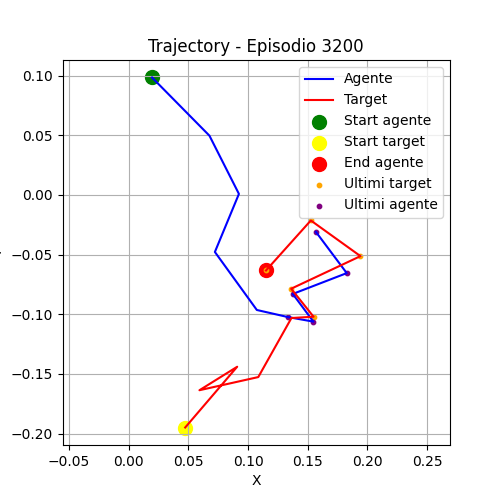 Trajectory - Episodio 3200
Agente
Target
Start agente
Start target
End agente
Ultimi target
Ultimi agente
0.10
0.05
0.00
−0.05
−0.10
−0.15
−0.20
−0.05
0.00
0.05
0.10
0.15
0.20
0.25
X